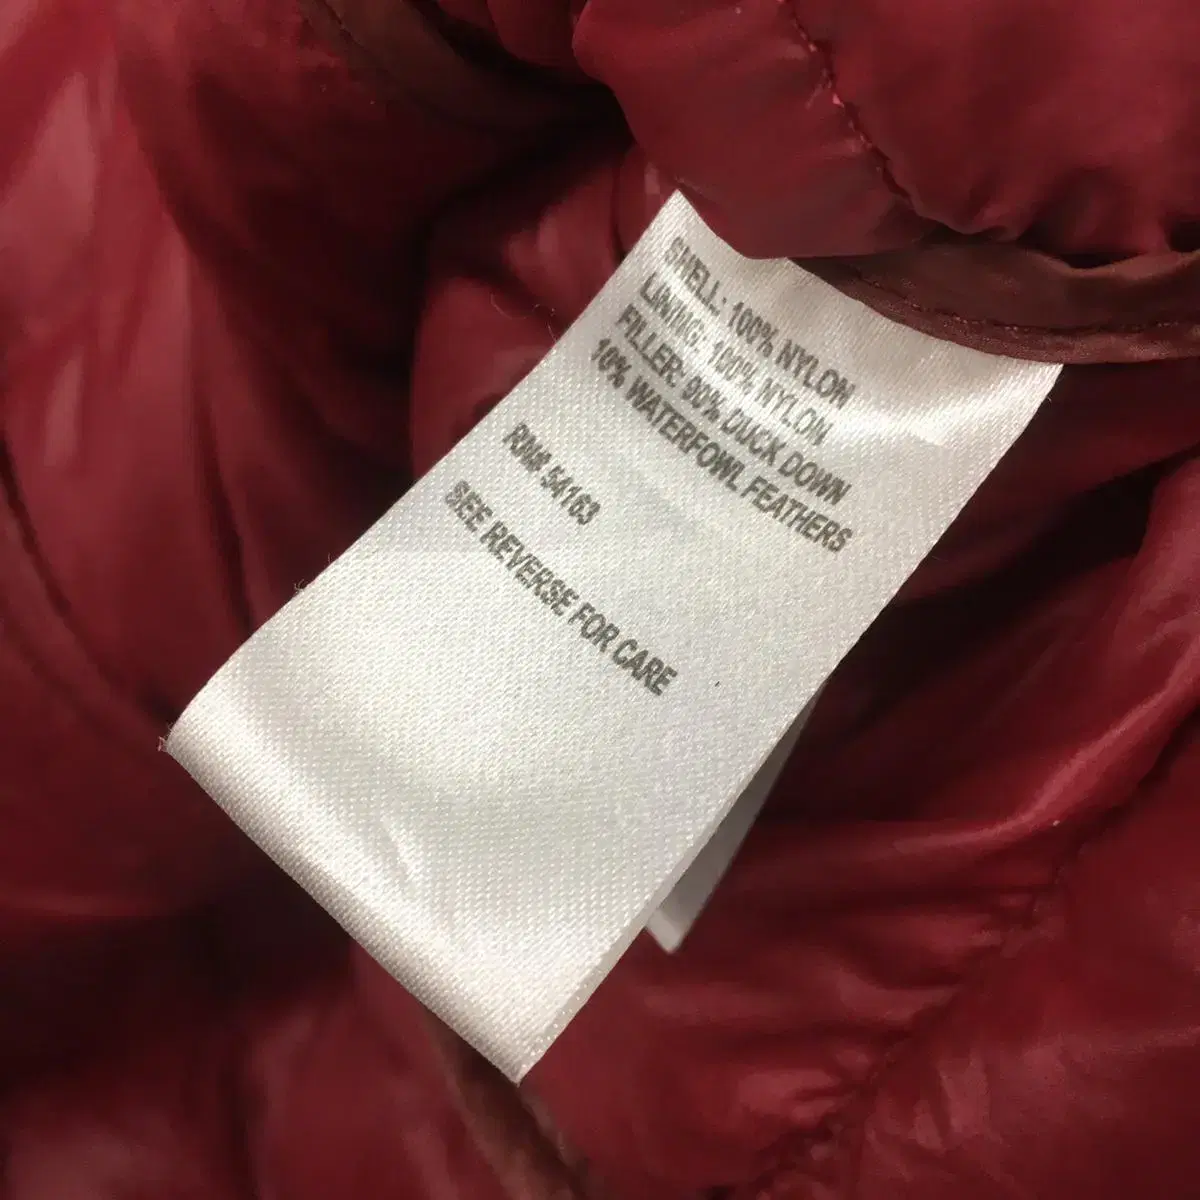 SHELL: 100% NYLON
LINING: 100% NYLON
FILLER: 90% DUCK DOWN
10% WATERFOWL FEATHERS
RN# 54163
SEE REVERSE FOR CARE